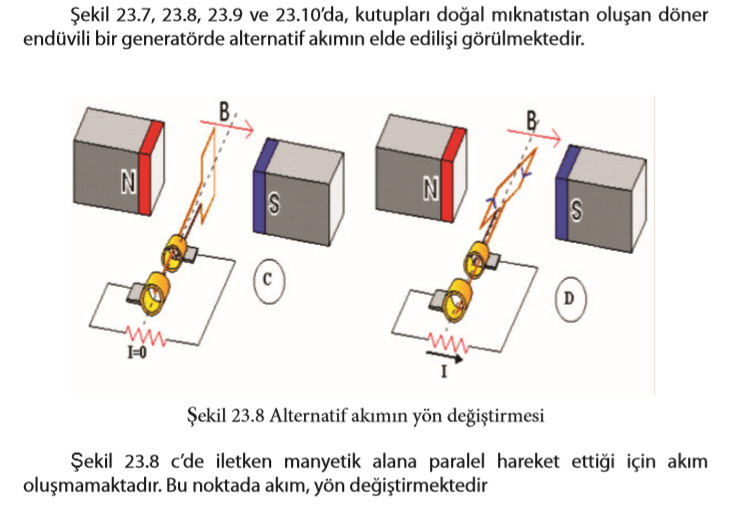 Şekil 23.7, 23.8, 23.9 ve 23.10’da, kutupları doğal mıknatıstan oluşan döner
endüvili bir generatörde alternatif akımın elde edilişi görülmektedir.
B
N
S
C
I=0
B
N
S
D
I
Şekil 23.8 Alternatif akımın yön değiştirmesi
Şekil 23.8 c’de iletken manyetik alana paralel hareket ettiği için akım
oluşmamaktadır. Bu noktada akım, yön değiştirmektedir